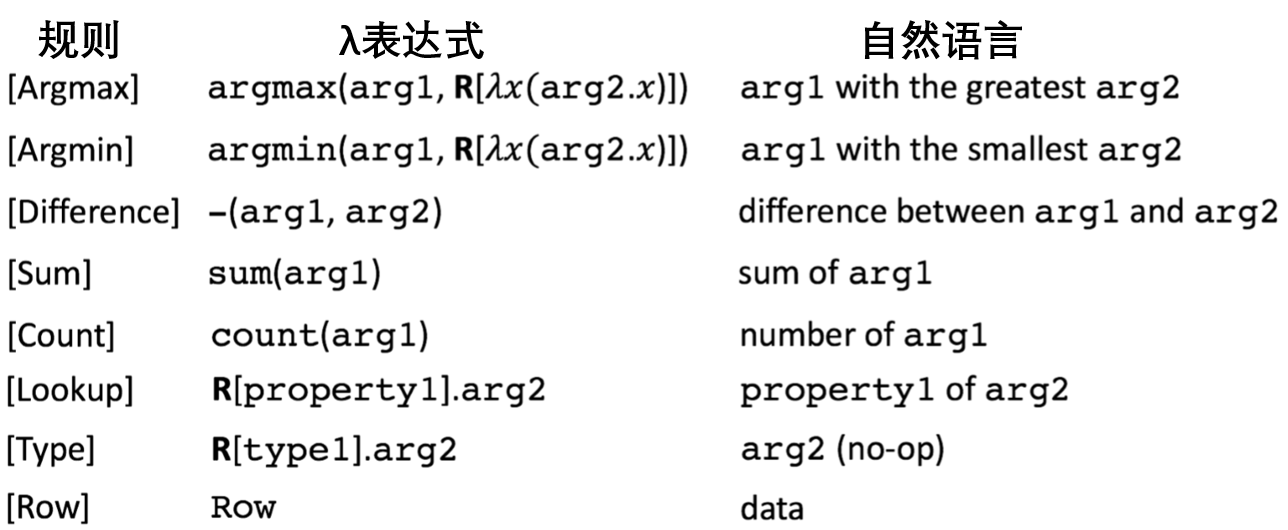 规则 λ表达式 自然语言
[Argmax] argmax(arg1, R[λx(arg2.x)]) arg1 with the greatest arg2
[Argmin] argmin(arg1, R[λx(arg2.x)]) arg1 with the smallest arg2
[Difference] –(arg1, arg2) difference between arg1 and arg2
[Sum] sum(arg1) sum of arg1
[Count] count(arg1) number of arg1
[Lookup] R[property1].arg2 property1 of arg2
[Type] R[type1].arg2 arg2 (no-op)
[Row] Row data